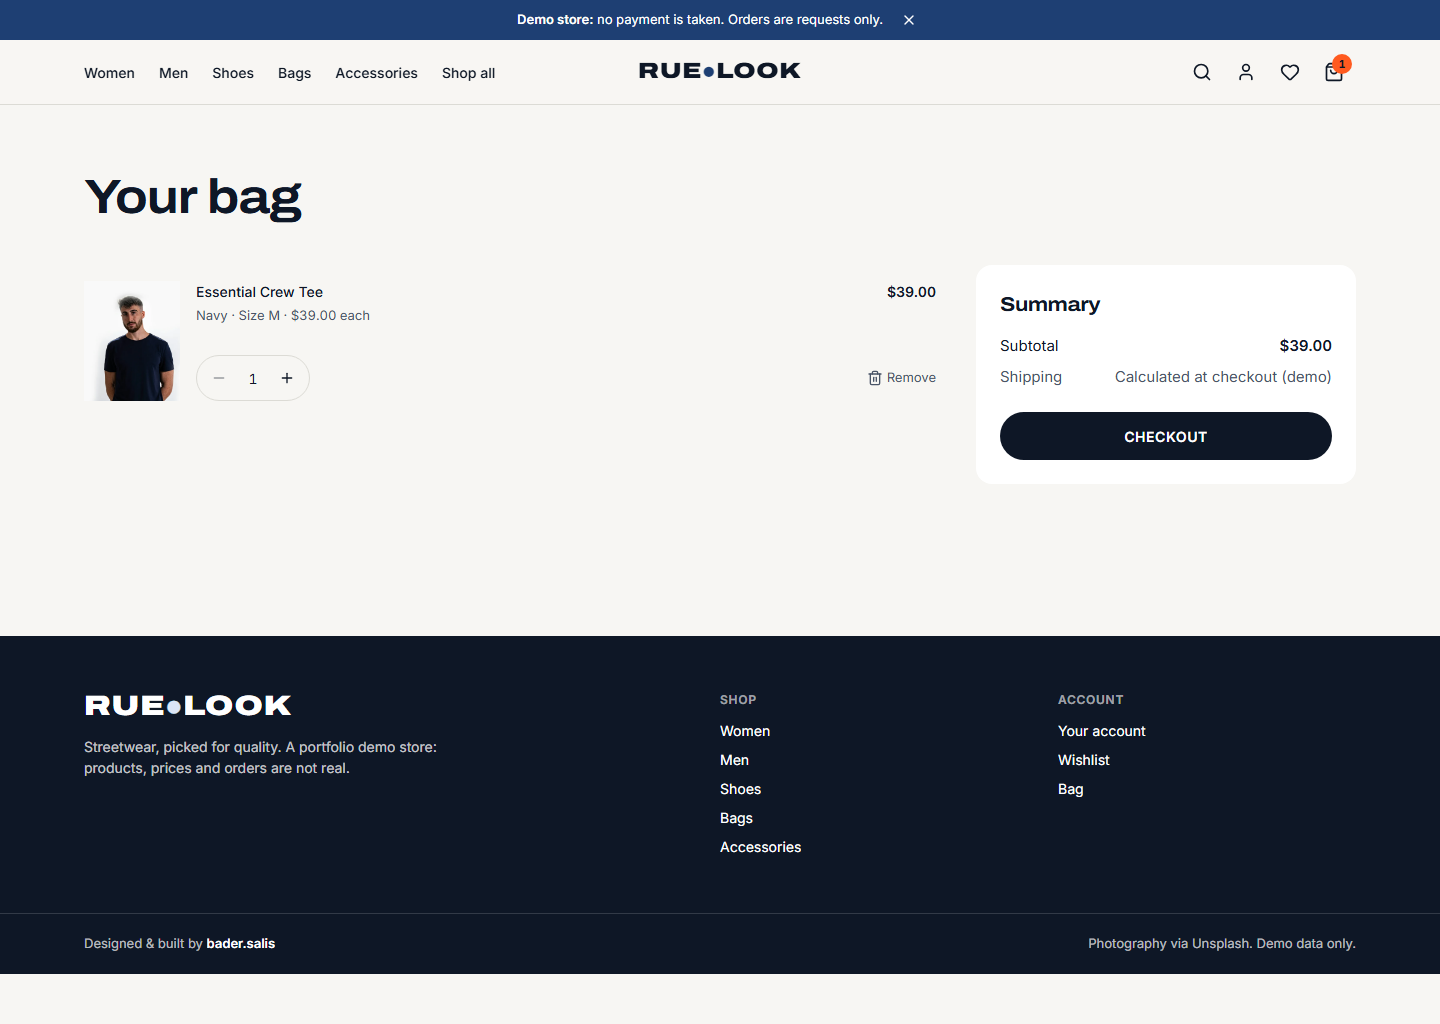 Demo store: no payment is taken. Orders are requests only.
Women Men Shoes Bags Accessories Shop all
RUE●LOOK
1
Your bag
Essential Crew Tee
$39.00
Navy · Size M · $39.00 each
1
Remove
Summary
Subtotal $39.00
Shipping Calculated at checkout (demo)
CHECKOUT
RUE●LOOK
Streetwear, picked for quality. A portfolio demo store:
products, prices and orders are not real.
SHOP
Women
Men
Shoes
Bags
Accessories
ACCOUNT
Your account
Wishlist
Bag
Designed & built by bader.salis
Photography via Unsplash. Demo data only.